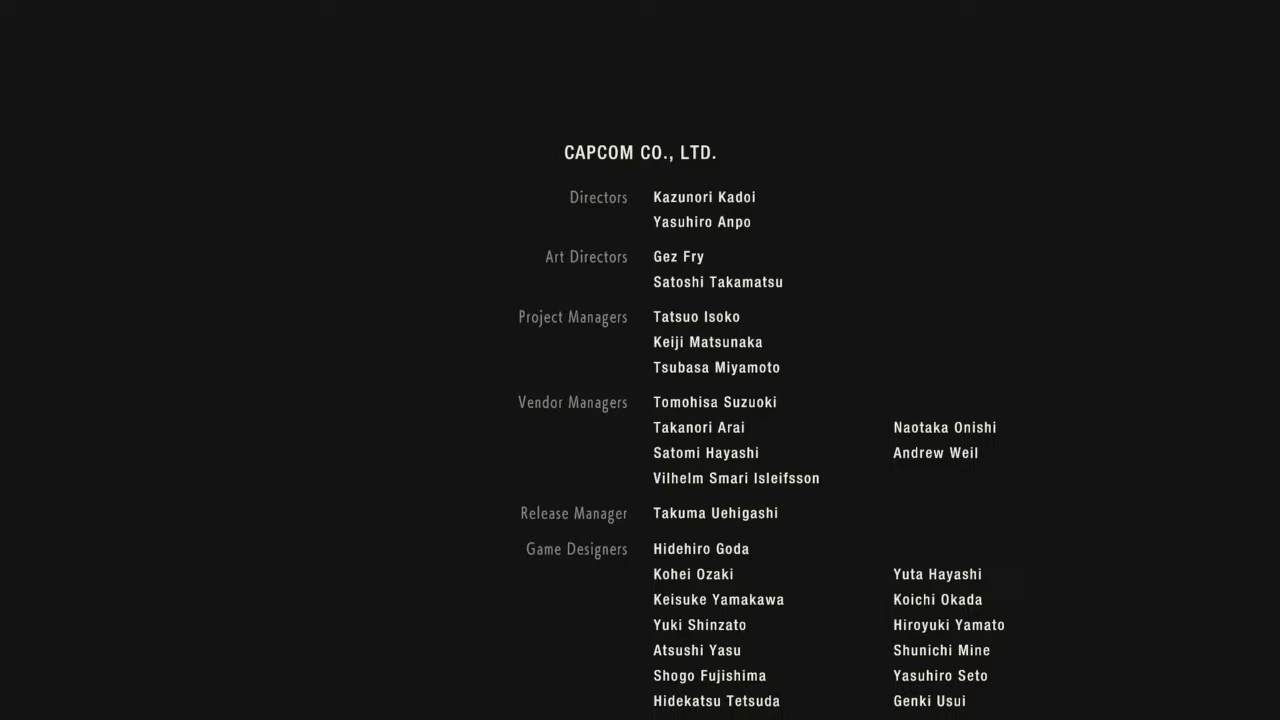 CAPCOM CO., LTD.
Directors Kazunori Kadoi
Yasuhiro Anpo
Art Directors Gez Fry
Satoshi Takamatsu
Project Managers Tatsuo Isoko
Keiji Matsunaka
Tsubasa Miyamoto
Vendor Managers Tomohisa Suzuoki
Takanori Arai Naotaka Onishi
Satomi Hayashi Andrew Weil
Vilhelm Smari Isleifsson
Release Manager Takuma Uehigashi
Game Designers Hidehiro Goda
Kohei Ozaki Yuta Hayashi
Keisuke Yamakawa Koichi Okada
Yuki Shinzato Hiroyuki Yamato
Atsushi Yasu Shunichi Mine
Shogo Fujishima Yasuhiro Seto
Hidekatsu Tetsuda Genki Usui